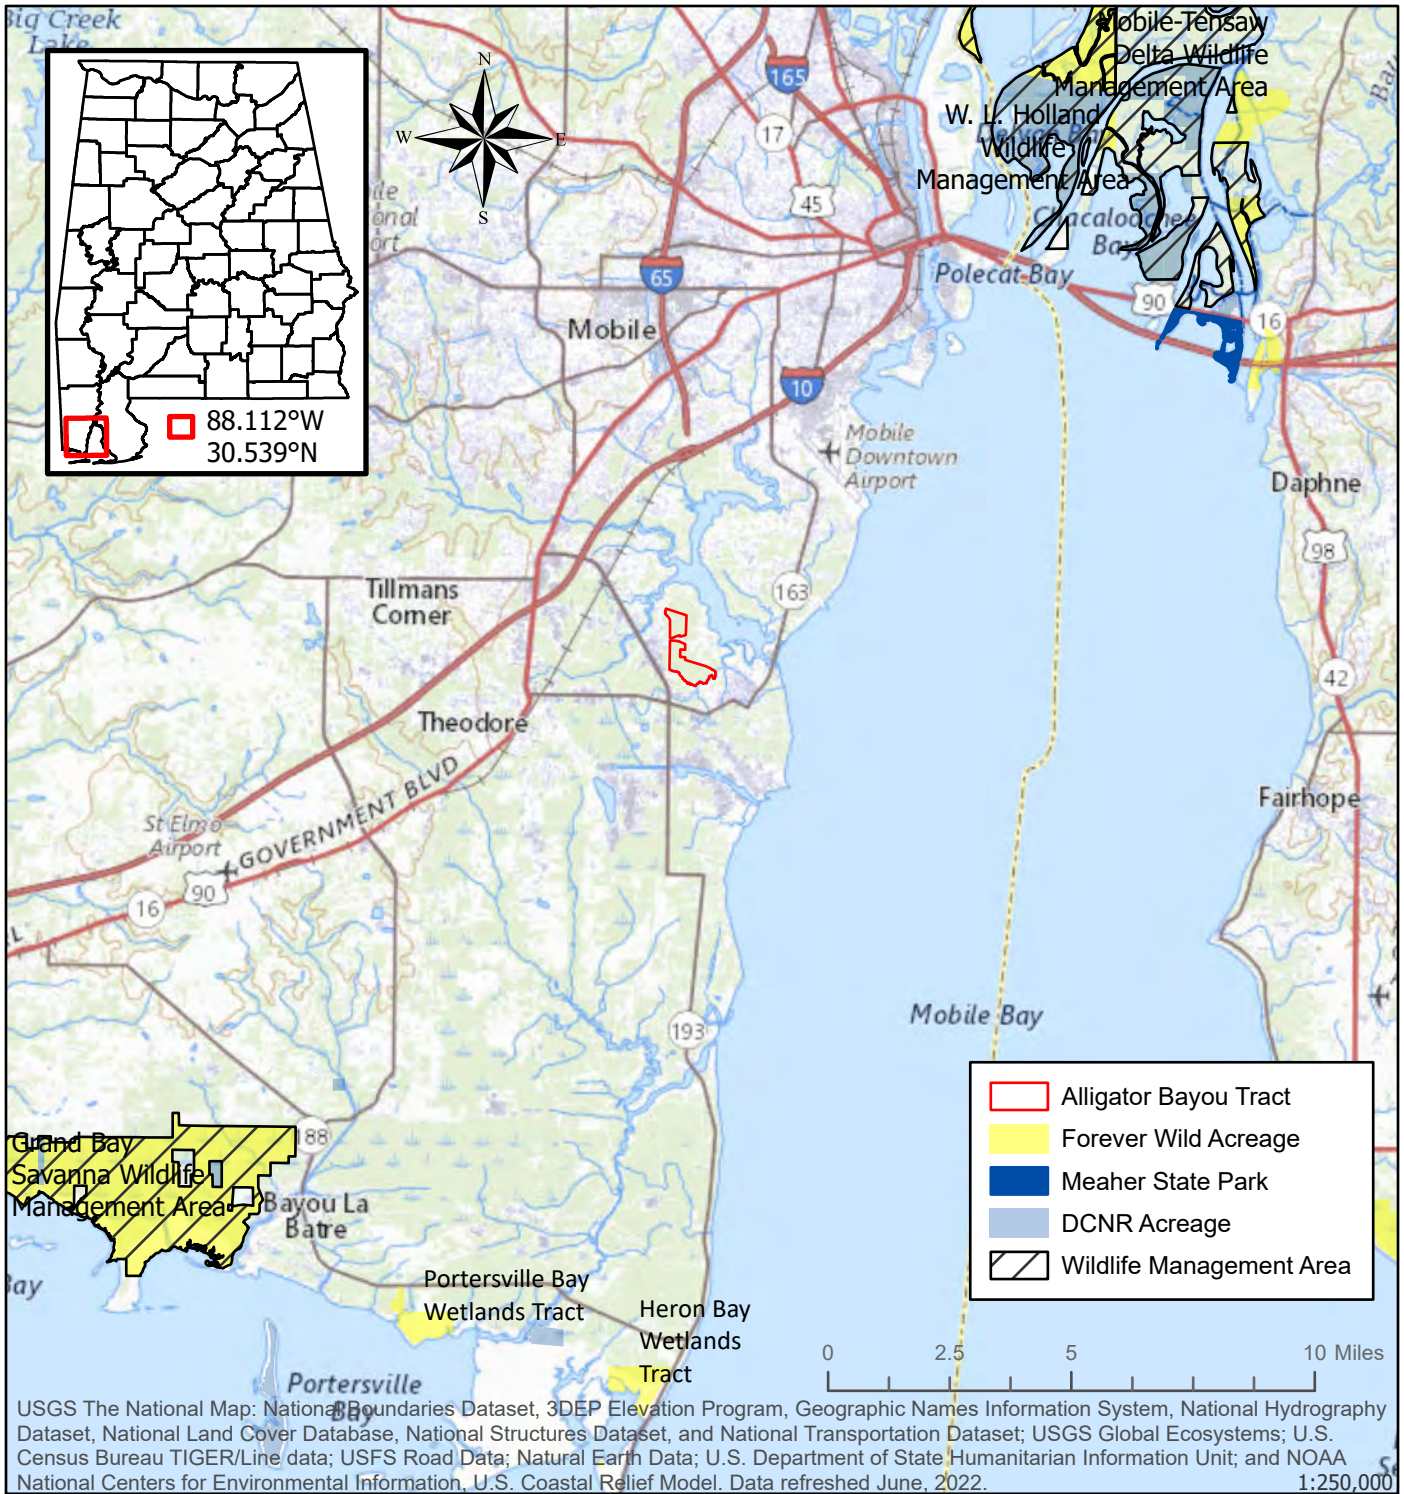 Big Creek
Lake
88.112°W
30.539°N
N
W
E
S
165
17
45
65
Mobile
10
Mobile-Tensaw
Delta Wildlife
Management Area
W. L. Holland
Wildlife
Management Area
Chacaloochee
Bay
Polecat Bay
90
16
Mobile
Downtown
Airport
Daphne
98
163
Tillmans
Corner
42
Theodore
GOVERNMENT BLVD
St Elmo
Airport
90
16
Fairhope
193
Mobile Bay
188
Grand Bay
Savanna Wildlife
Management Area
Bayou La
Batre
Bay
Portersville Bay
Wetlands Tract
Heron Bay
Wetlands
Tract
Portersville
Bay
Alligator Bayou Tract
Forever Wild Acreage
Meaher State Park
DCNR Acreage
Wildlife Management Area
0 2.5 5 10 Miles
USGS The National Map: National Boundaries Dataset, 3DEP Elevation Program, Geographic Names Information System, National Hydrography
Dataset, National Land Cover Database, National Structures Dataset, and National Transportation Dataset; USGS Global Ecosystems; U.S.
Census Bureau TIGER/Line data; USFS Road Data; Natural Earth Data; U.S. Department of State Humanitarian Information Unit; and NOAA
National Centers for Environmental Information, U.S. Coastal Relief Model. Data refreshed June, 2022.
1:250,000